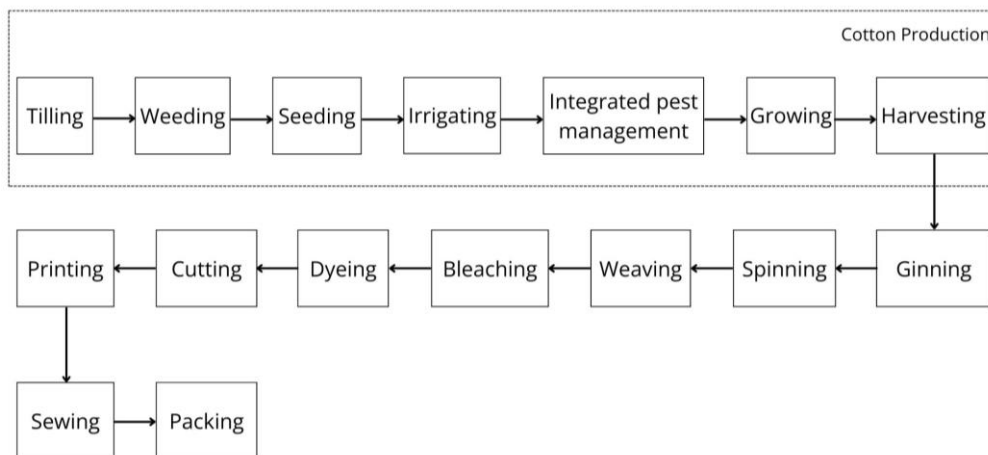 Cotton Production
Tilling
Weeding
Seeding
Irrigating
Integrated pest
management
Growing
Harvesting
Ginning
Spinning
Weaving
Bleaching
Dyeing
Cutting
Printing
Sewing
Packing